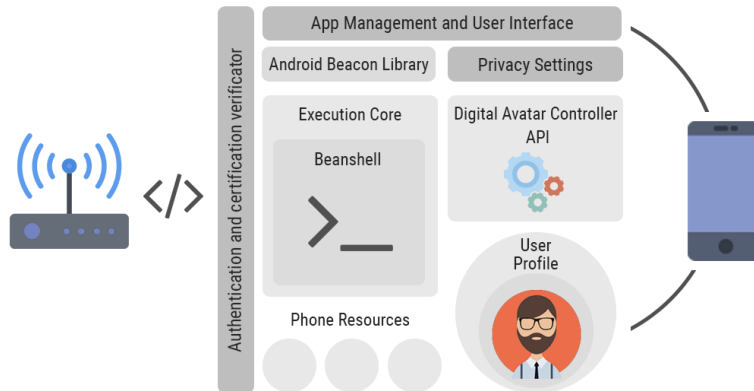 App Management and User Interface
Authentication and certification verificator
Android Beacon Library
Privacy Settings
Execution Core
Beanshell
>_
Digital Avatar Controller
API
</>
User
Profile
Phone Resources